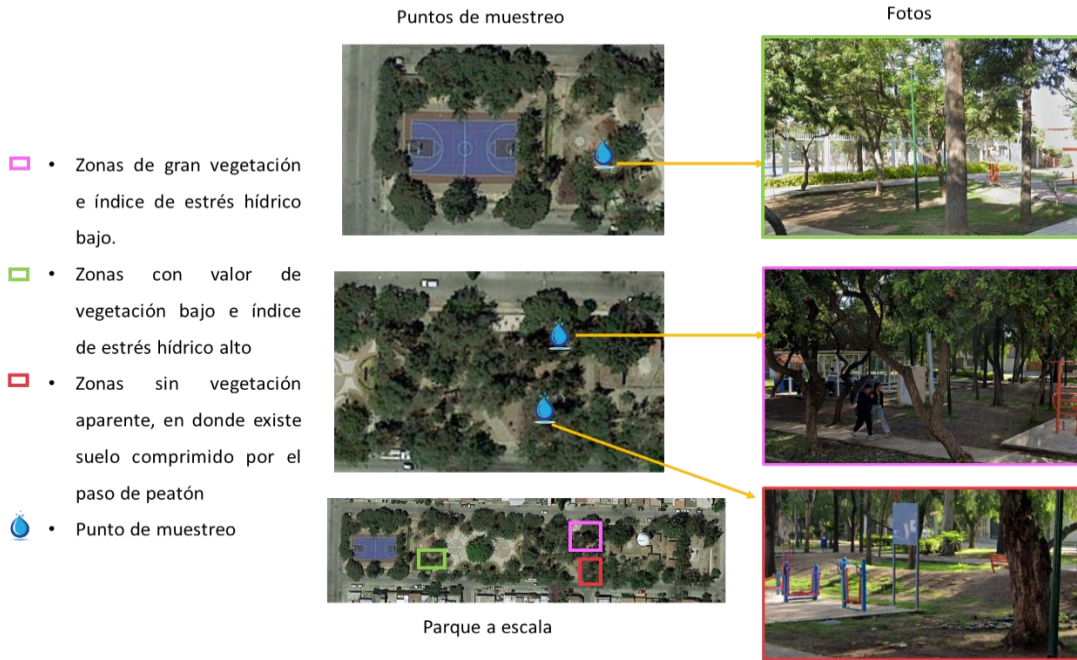 Puntos de muestreo
Fotos
• Zonas de gran vegetación
e índice de estrés hídrico
bajo.
• Zonas con valor de
vegetación bajo e índice
de estrés hídrico alto
• Zonas sin vegetación
aparente, en donde existe
suelo comprimido por el
paso de peatón
• Punto de muestreo
Parque a escala